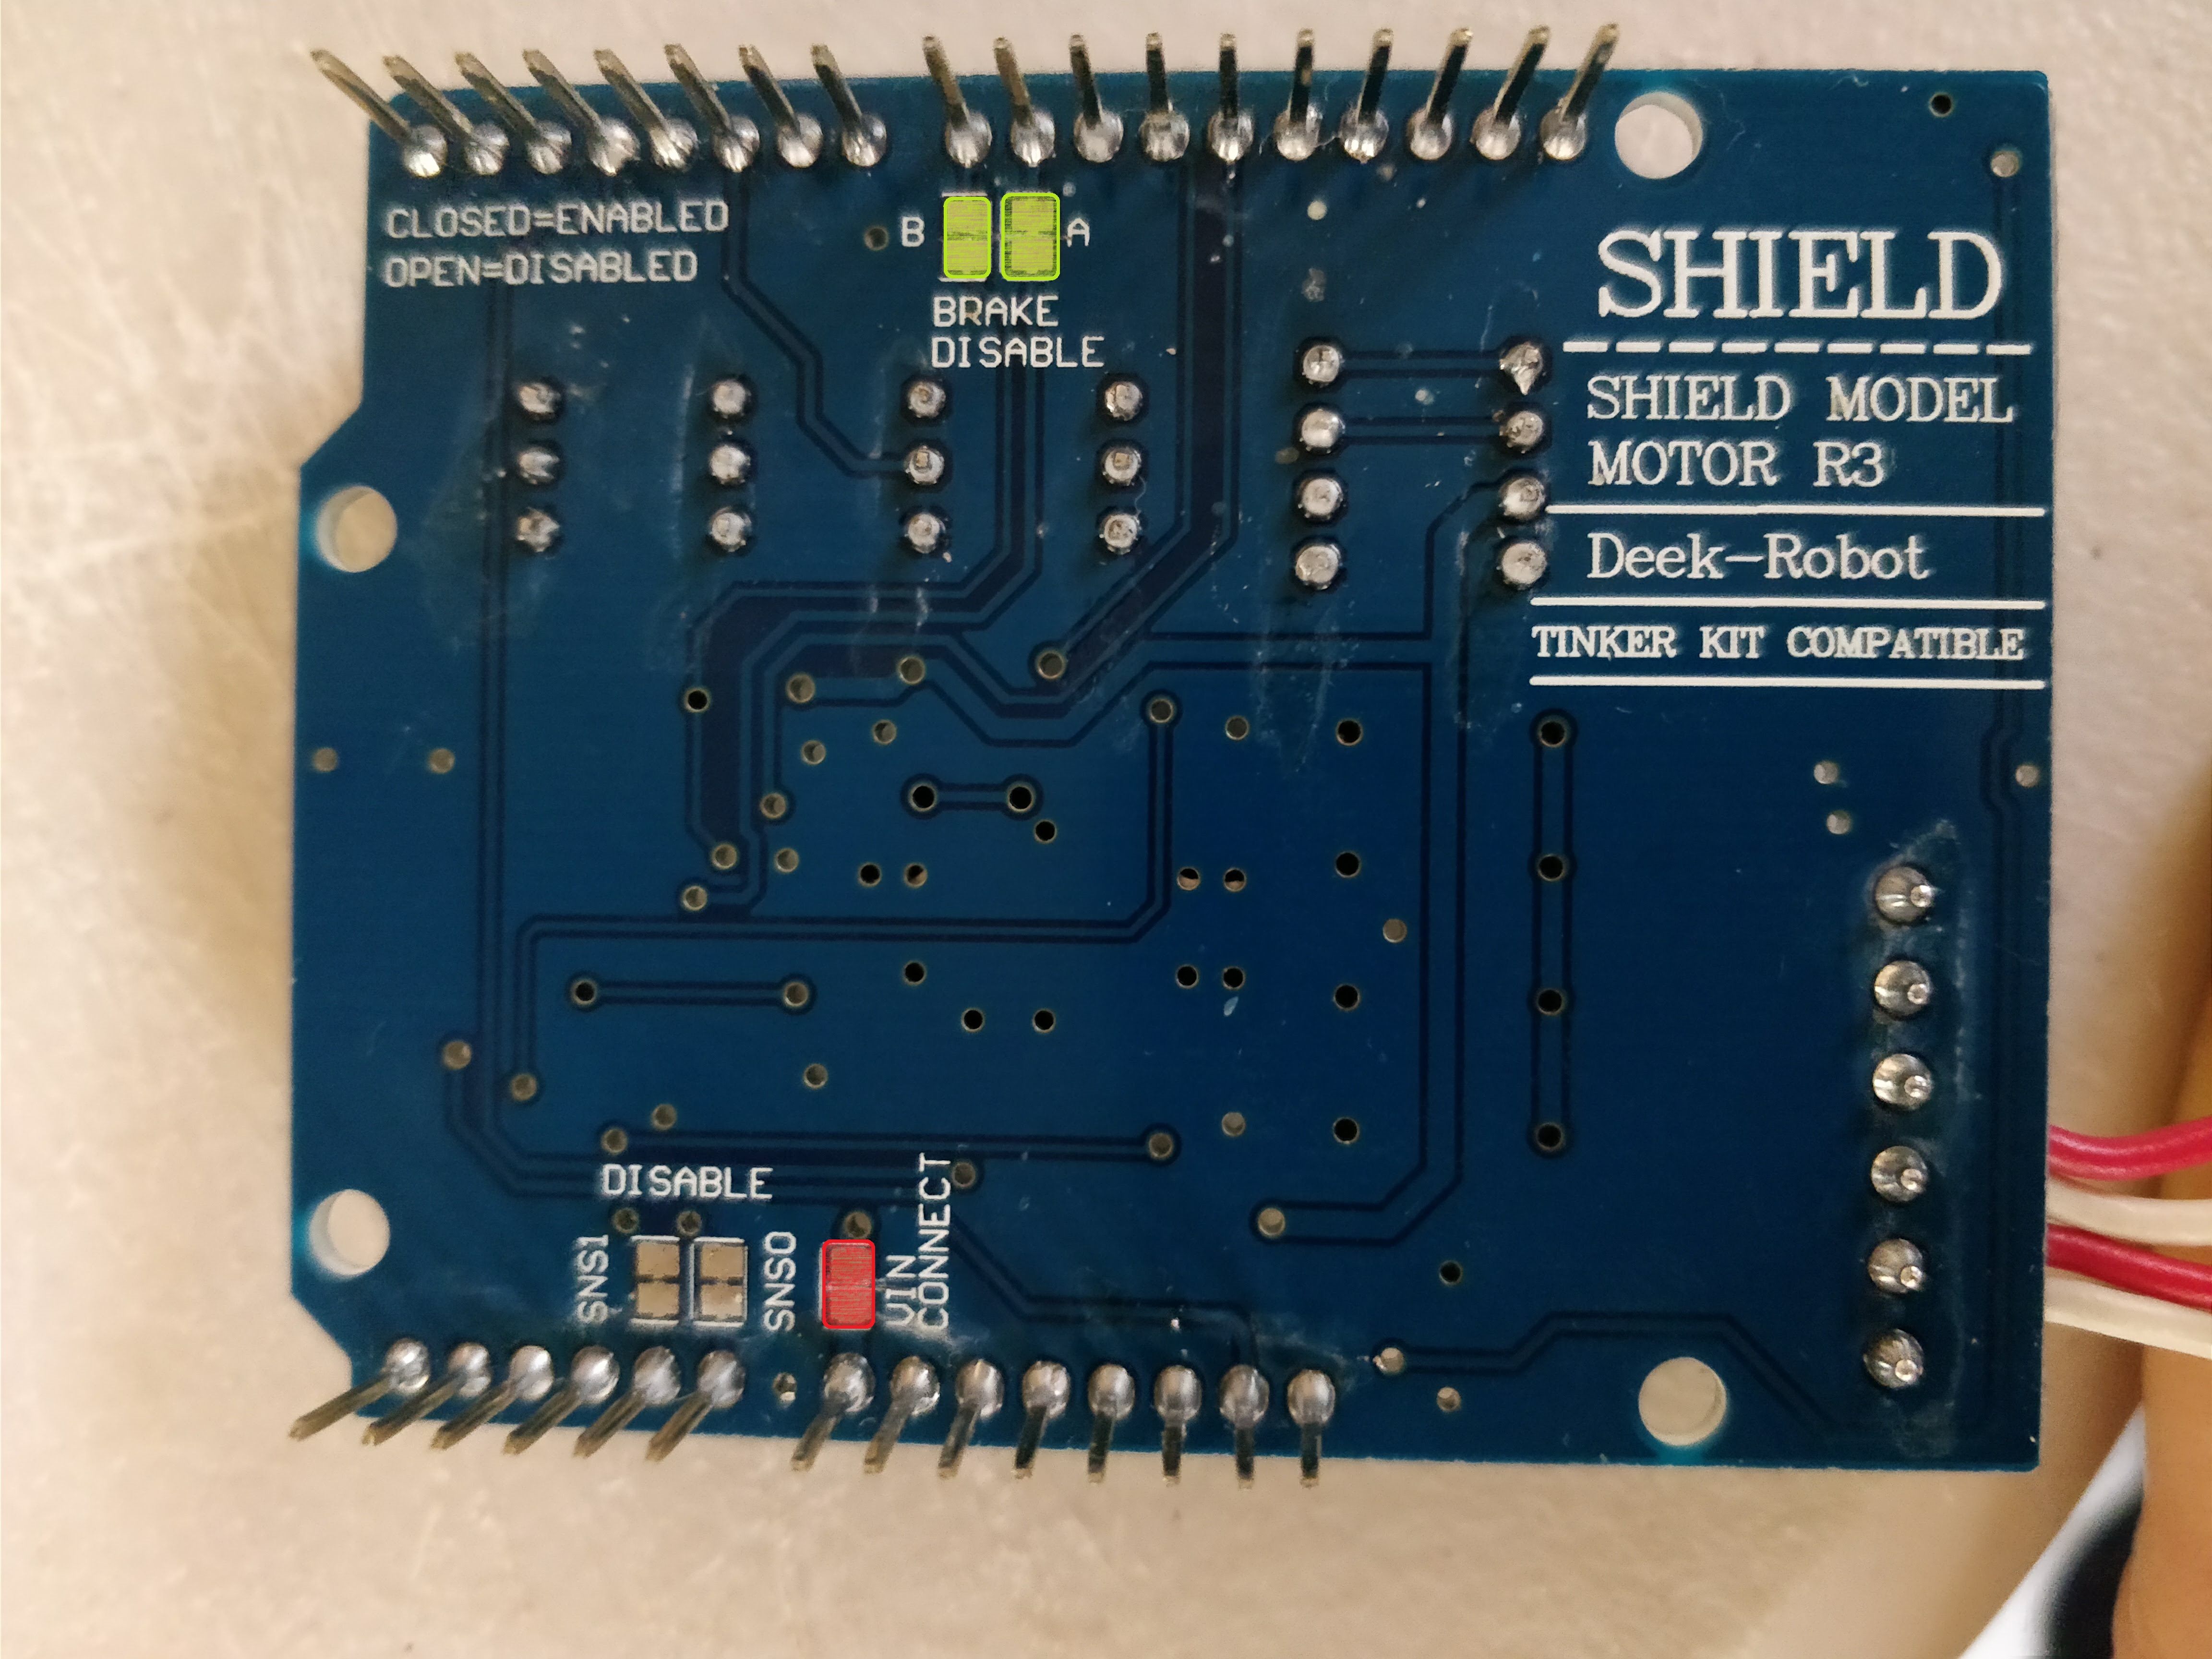 CLOSED=ENABLED
OPEN=DISABLED
B
A
BRAKE
DISABLE
SHIELD
SHIELD MODEL
MOTOR R3
Deek-Robot
TINKER KIT COMPATIBLE
DISABLE
SNS1
SNS0
VIN
CONNECT